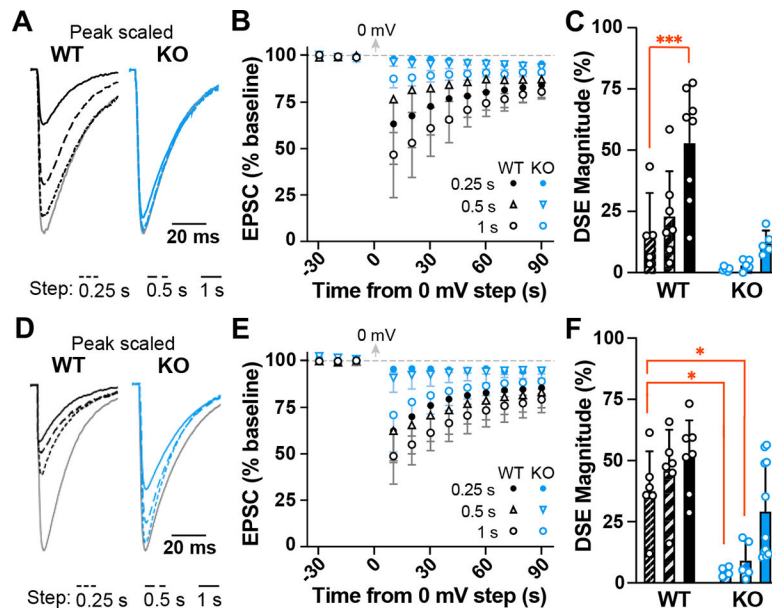 A
Peak scaled
WT KO
20 ms
Step: 0.25 s 0.5 s 1 s
B
0 mV
EPSC (% baseline)
100
75
50
25
0
WT KO
0.25 s
0.5 s
1 s
-30 0 30 60 90
Time from 0 mV step (s)
C
DSE Magnitude (%)
100
75
50
25
0
***
WT KO
D
Peak scaled
WT KO
20 ms
Step: 0.25 s 0.5 s 1 s
E
0 mV
EPSC (% baseline)
100
75
50
25
0
WT KO
0.25 s
0.5 s
1 s
-30 0 30 60 90
Time from 0 mV step (s)
F
DSE Magnitude (%)
100
75
50
25
0
*
*
WT KO